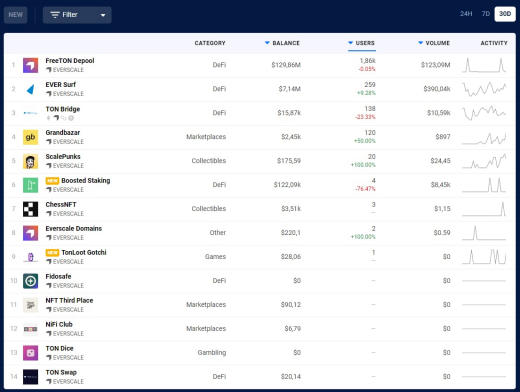 NEW Filter 24H 7D 30D
CATEGORY BALANCE USERS VOLUME ACTIVITY
1 FreeTON Depool DeFi $129,86M 1,86k $123,09M
EVERSCALE -0.05%
2 EVER Surf DeFi $7,14M 259 $390,04k
EVERSCALE +9.28%
3 TON Bridge DeFi $15,87k 138 $10,59k
-23.33%
4 gb Grandbazar Marketplaces $2,45k 120 $897
EVERSCALE +50.00%
5 ScalePunks Collectibles $175,59 20 $24,45
EVERSCALE +100.00%
6 NEW Boosted Staking DeFi $122,09k 4 $8,45k
EVERSCALE -76.47%
7 ChessNFT Collectibles $3,51k 3 $1,15
EVERSCALE –
8 Everscale Domains Other $220,1 2 $0.59
EVERSCALE +100.00%
9 NEW TonLoot Gotchi Games $28,06 1 $0
EVERSCALE –
10 Fidosafe DeFi $0 – $0
EVERSCALE
11 NFT Third Place Marketplaces $90,12 – $0
EVERSCALE
12 NiFi Club Marketplaces $6,79 – $0
EVERSCALE
13 TON Dice Gambling $0 – $0
EVERSCALE
14 TON Swap DeFi $20,14 – $0
EVERSCALE